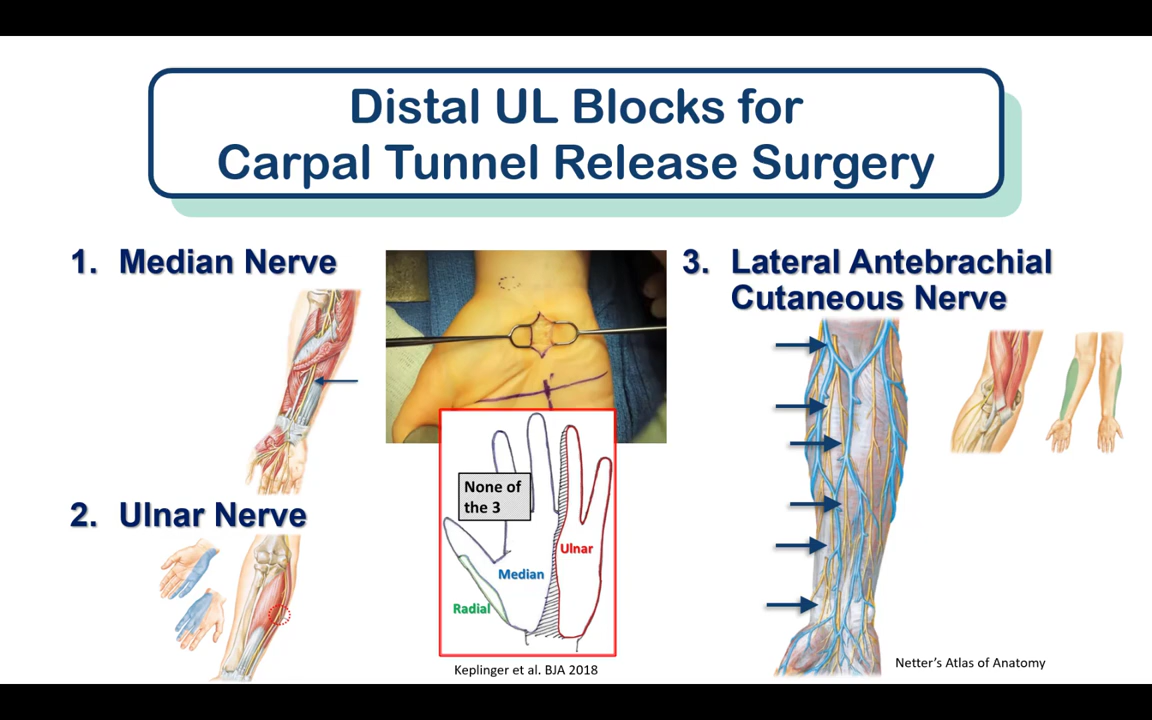 Distal UL Blocks for
Carpal Tunnel Release Surgery
1. Median Nerve
2. Ulnar Nerve
3. Lateral Antebrachial
Cutaneous Nerve
None of
the 3
Ulnar
Median
Radial
Keplinger et al. BJA 2018
Netter's Atlas of Anatomy